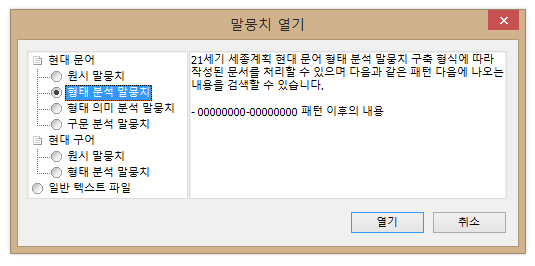 말뭉치 열기
현대 문어
원시 말뭉치
형태 분석 말뭉치
형태 의미 분석 말뭉치
구문 분석 말뭉치
현대 구어
원시 말뭉치
형태 분석 말뭉치
일반 텍스트 파일
21세기 세종계획 현대 문어 형태 분석 말뭉치 구축 형식에 따라
작성된 문서를 처리할 수 있으며 다음과 같은 패턴 다음에 나오는
내용을 검색할 수 있습니다.
- 00000000-00000000 패턴 이후의 내용
열기
취소